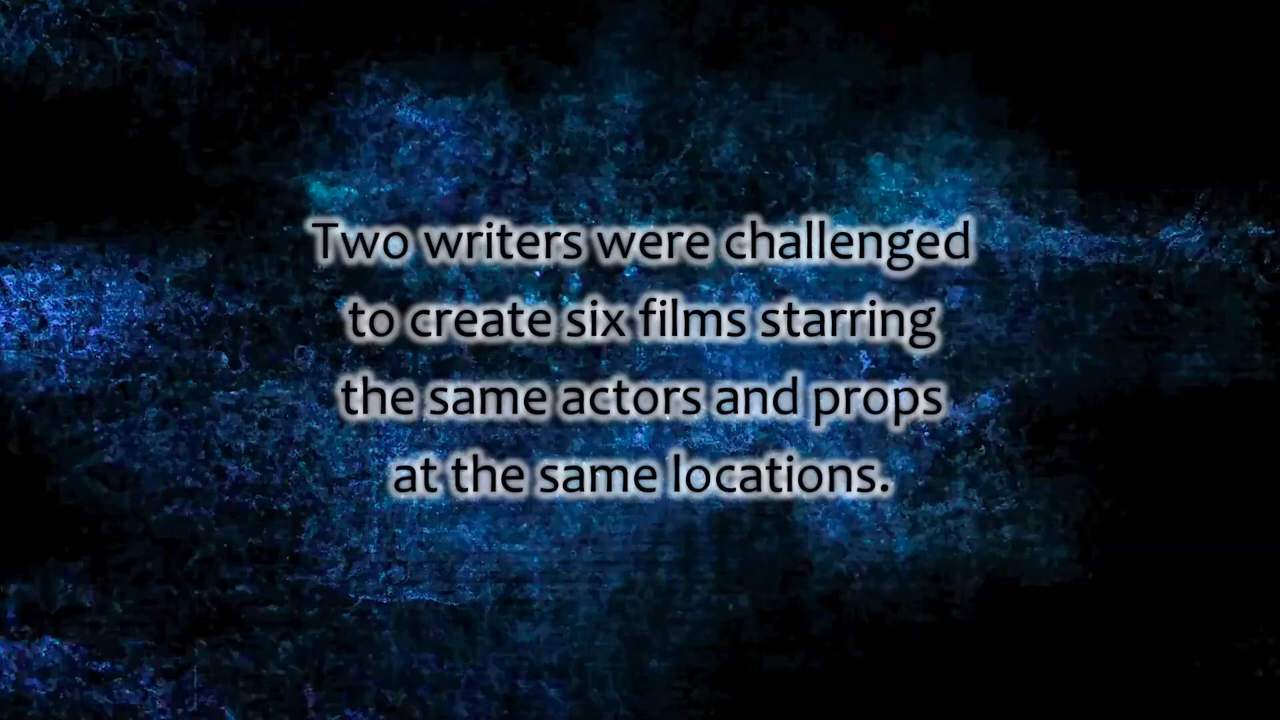 Two writers were challenged
to create six films starring
the same actors and props
at the same locations.